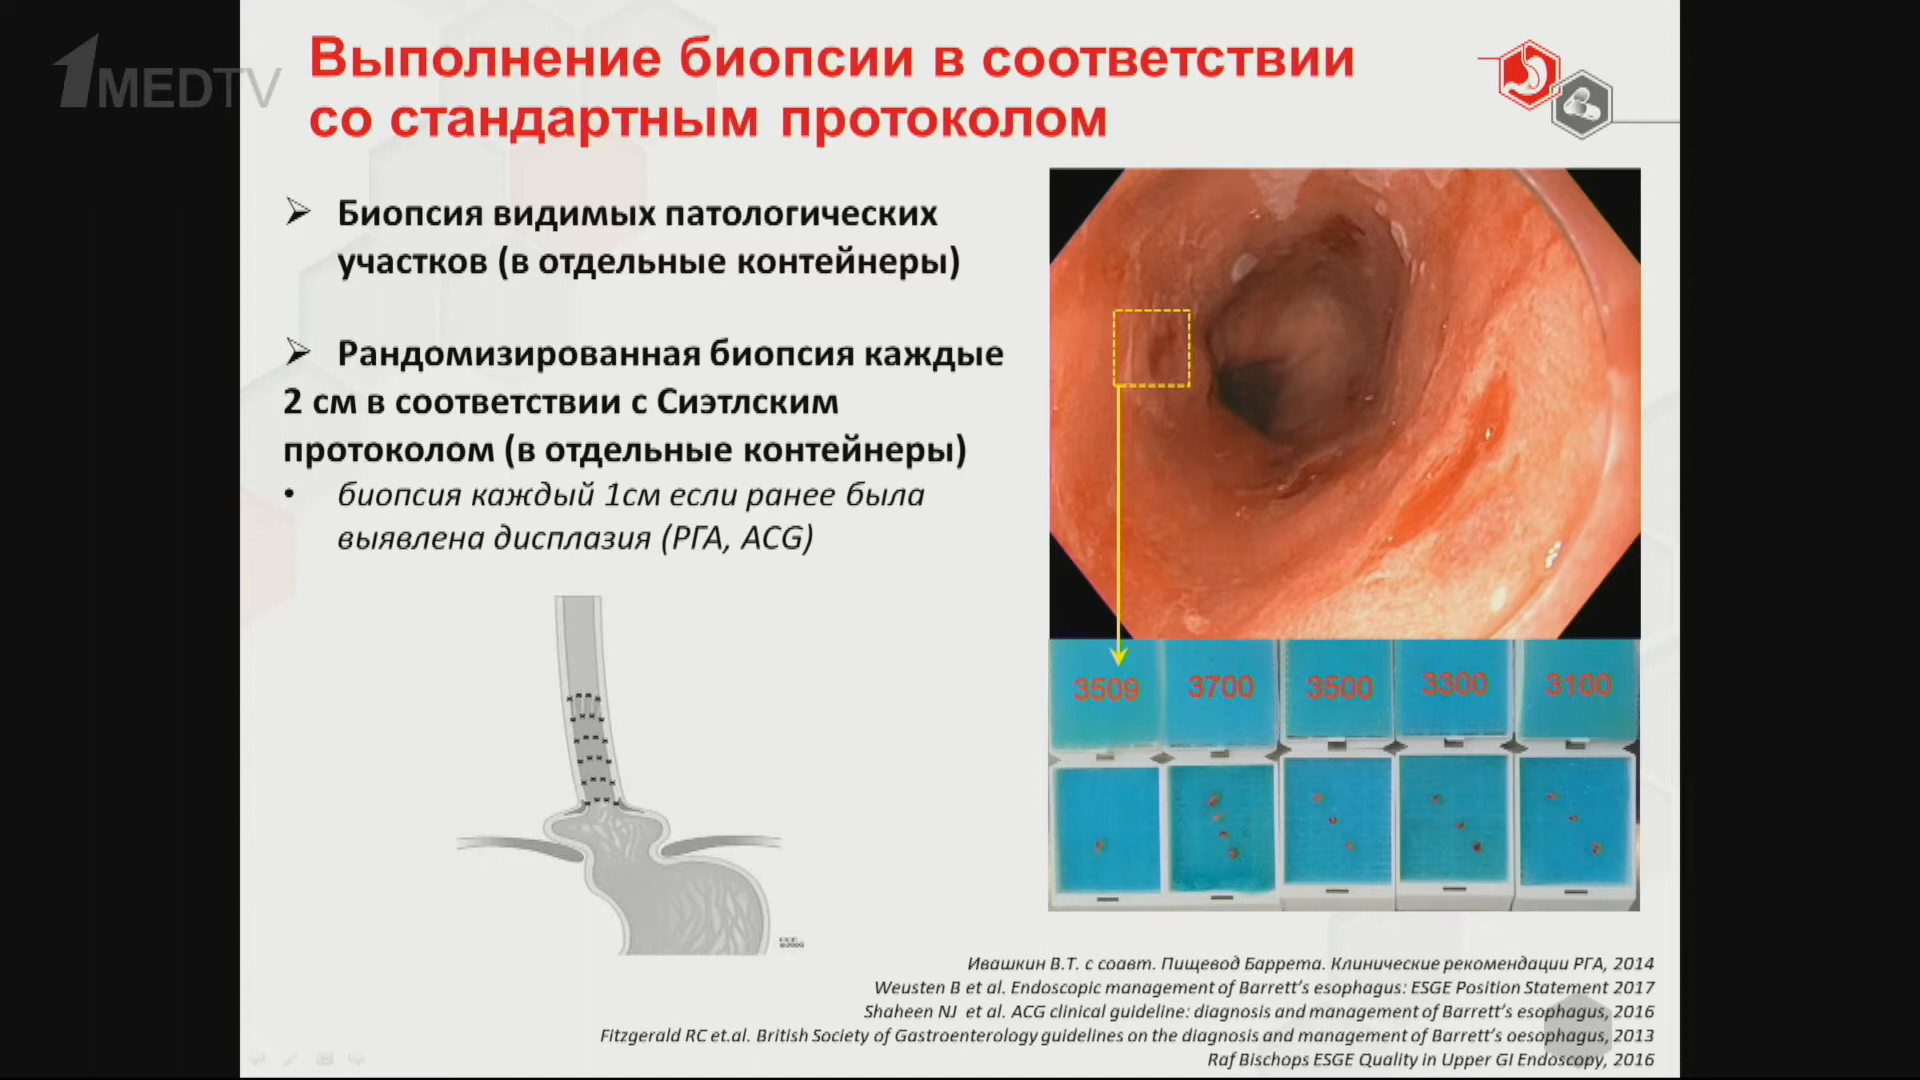 1MEDTV
Выполнение биопсии в соответствии
со стандартным протоколом
➢ Биопсия видимых патологических
участков (в отдельные контейнеры)
➢ Рандомизированная биопсия каждые
2 см в соответствии с Сиэтлским
протоколом (в отдельные контейнеры)
• биопсия каждый 1см если ранее была
выявлена дисплазия (РГА, ACG)
3509 3700 3500 3300 3100
Ивашкин В.Т. с соавт. Пищевод Баррета. Клинические рекомендации РГА, 2014
Weusten B et al. Endoscopic management of Barrett's esophagus: ESGE Position Statement 2017
Shaheen NJ et al. ACG clinical guideline: diagnosis and management of Barrett's esophagus, 2016
Fitzgerald RC et.al. British Society of Gastroenterology guidelines on the diagnosis and management of Barrett's oesophagus, 2013
Raf Bischops ESGE Quality in Upper GI Endoscopy, 2016